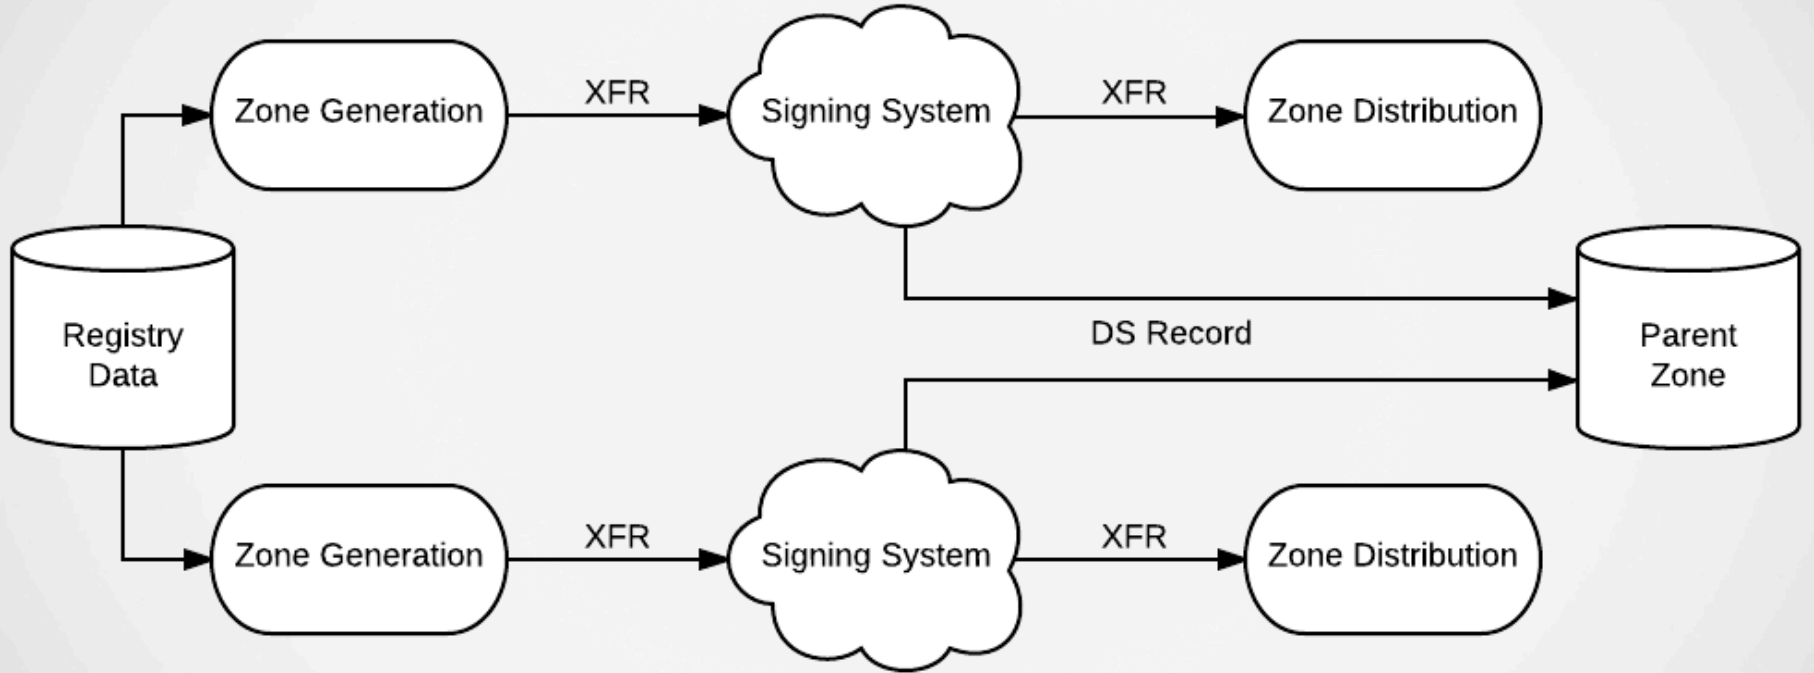 Zone Generation
XFR
Signing System
XFR
Zone Distribution
Registry
Data
DS Record
Parent
Zone
Zone Generation
XFR
Signing System
XFR
Zone Distribution